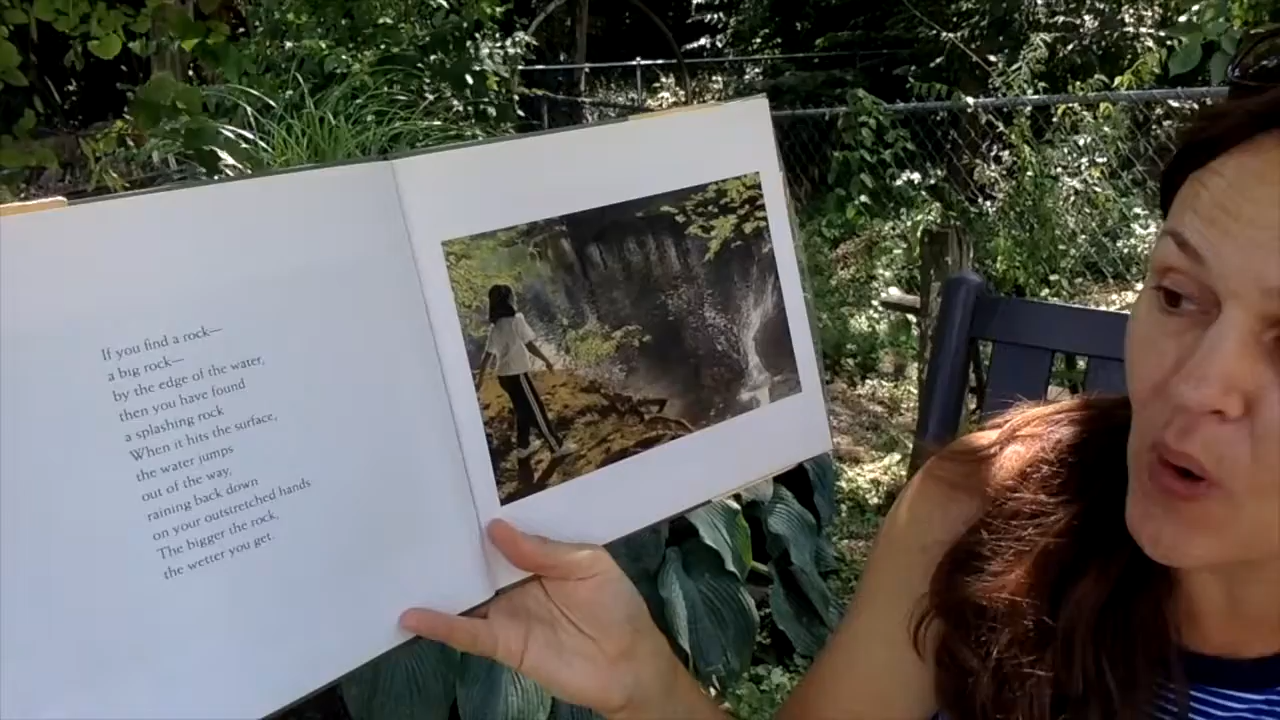 If you find a rock—
a big rock—
by the edge of the water,
then you have found
a splashing rock
When it hits the surface,
the water jumps
out of the way,
raining back down
on your outstretched hands
The bigger the rock,
the wetter you get.